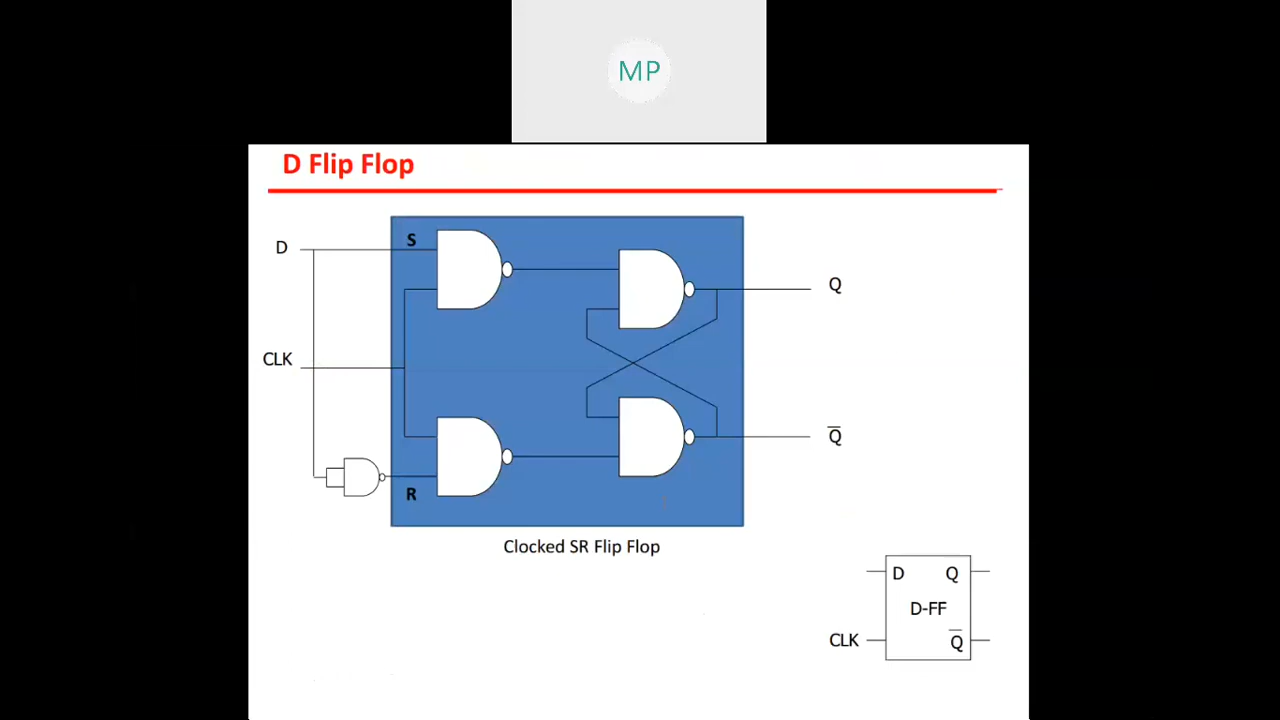 MP
D Flip Flop
D
S
Q
CLK
Q̅
R
Clocked SR Flip Flop
D Q
D-FF
CLK Q̅